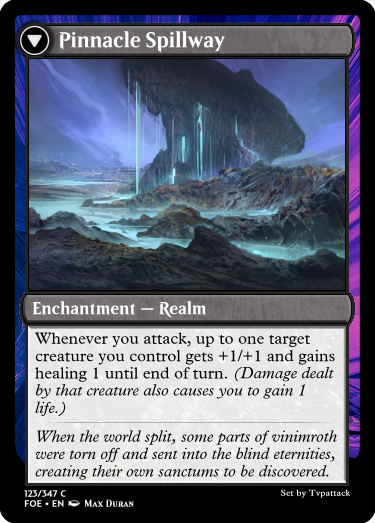 Pinnacle Spillway
Enchantment — Realm
Whenever you attack, up to one target
creature you control gets +1/+1 and gains
healing 1 until end of turn. (Damage dealt
by that creature also causes you to gain 1
life.)
When the world split, some parts of vinimroth
were torn off and sent into the blind eternities,
creating their own sanctums to be discovered.
123/347 C
Set by Tvpattack
FOE • EN Max Duran